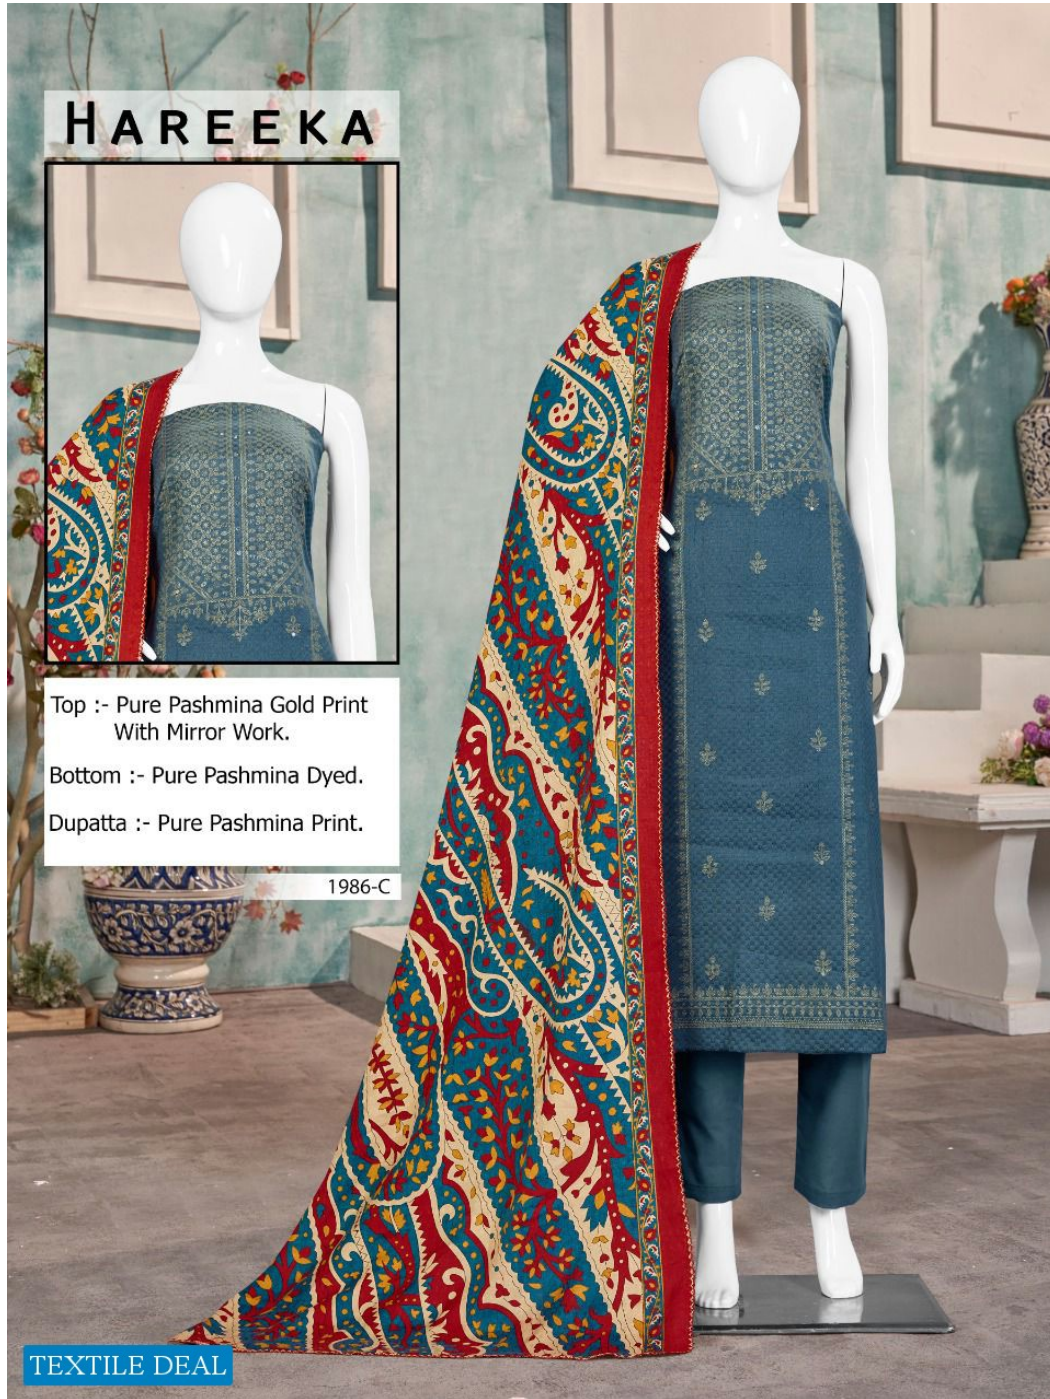 HAREEKA
Top :- Pure Pashmina Gold Print
With Mirror Work.
Bottom :- Pure Pashmina Dyed.
Dupatta :- Pure Pashmina Print.
1986-C
TEXTILE DEAL